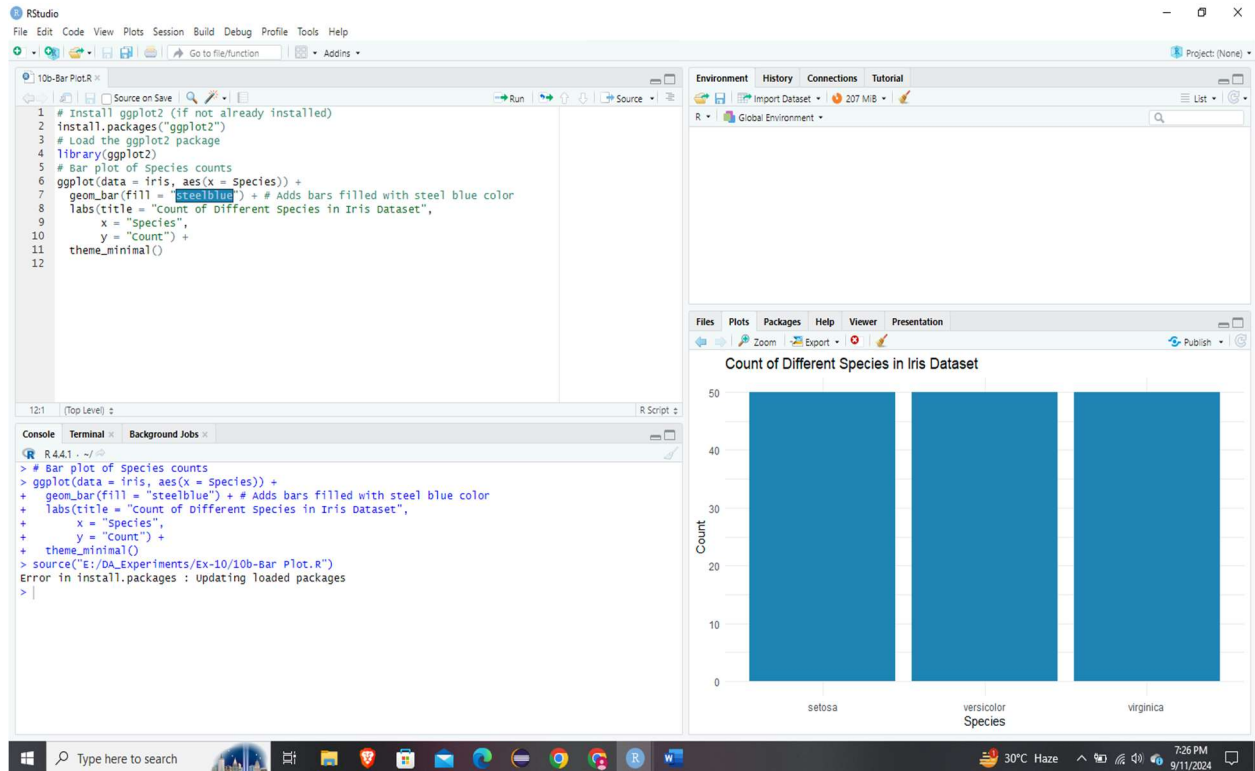 RStudio
File Edit Code View Plots Session Build Debug Profile Tools Help
Go to file/function Addins Project: (None)
10b-Bar Plot.R
Source on Save Run Source
1 # Install ggplot2 (if not already installed)
2 install.packages("ggplot2")
3 # Load the ggplot2 package
4 library(ggplot2)
5 # Bar plot of Species counts
6 ggplot(data = iris, aes(x = Species)) +
7 geom_bar(fill = "steelblue") + # Adds bars filled with steel blue color
8 labs(title = "Count of Different Species in Iris Dataset",
9 x = "Species",
10 y = "Count") +
11 theme_minimal()
12
12:1 (Top Level) R Script
Console Terminal Background Jobs
R R 4.4.1 · ~/
> # Bar plot of Species counts
> ggplot(data = iris, aes(x = Species)) +
+ geom_bar(fill = "steelblue") + # Adds bars filled with steel blue color
+ labs(title = "Count of Different Species in Iris Dataset",
+ x = "Species",
+ y = "Count") +
+ theme_minimal()
> source("E:/DA_Experiments/Ex-10/10b-Bar Plot.R")
Error in install.packages : Updating loaded packages
>
Environment History Connections Tutorial
Import Dataset 207 MiB List
R Global Environment
Files Plots Packages Help Viewer Presentation
Zoom Export Publish
Count of Different Species in Iris Dataset
50
40
30
20
10
0
Count
setosa versicolor virginica
Species
Type here to search
30°C Haze
7:26 PM
9/11/2024